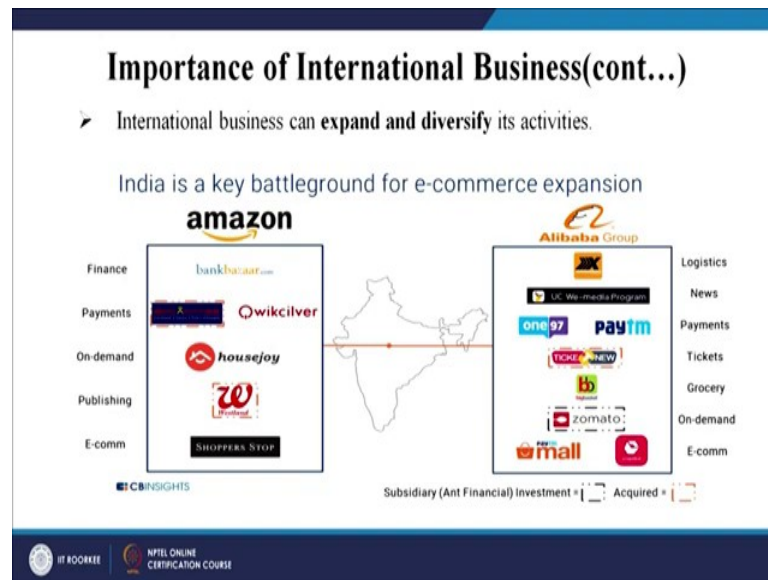 Importance of International Business(cont...)
➤ International business can expand and diversify its activities.
India is a key battleground for e-commerce expansion
amazon
Alibaba Group
Finance
bankbazaar.com
Payments
Qwikcilver
On-demand
housejoy
Publishing
W
Westland
E-comm
SHOPPERS STOP
Logistics
UC We-media Program
News
one97 paytm
Payments
TICKETNEW
Tickets
bb
bigbasket
Grocery
zomato
On-demand
PAYTM
mall
E-comm
CBINSIGHTS
Subsidiary (Ant Financial) Investment = Acquired =
IIT ROORKEE
NPTEL ONLINE
CERTIFICATION COURSE